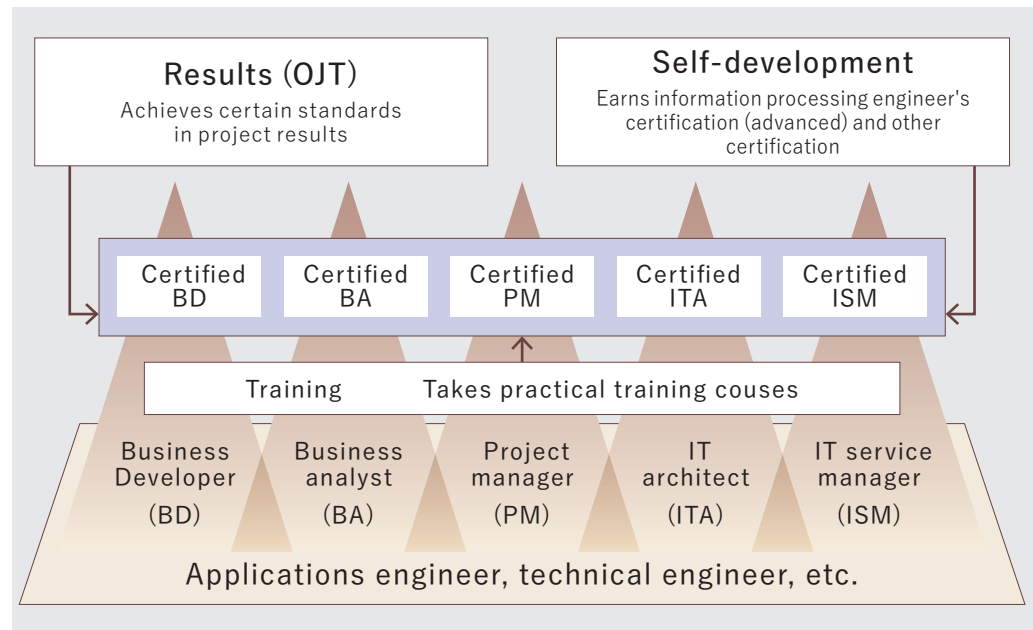 Results (OJT)
Achieves certain standards
in project results
Self-development
Earns information processing engineer's
certification (advanced) and other
certification
Certified
BD
Certified
BA
Certified
PM
Certified
ITA
Certified
ISM
Training Takes practical training couses
Business
Developer
(BD)
Business
analyst
(BA)
Project
manager
(PM)
IT
architect
(ITA)
IT service
manager
(ISM)
Applications engineer, technical engineer, etc.